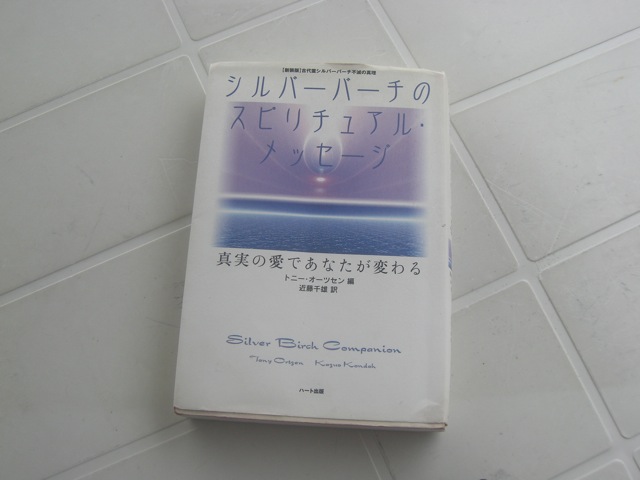 [新装版]古代霊シルバーバーチ不滅の真理
シルバーバーチの
スピリチュアル・
メッセージ
真実の愛であなたが変わる
トニー・オーツセン 編
近藤千雄 訳
Silver Birch Companion
Tony Ortzen Kazuo Kondoh
ハート出版